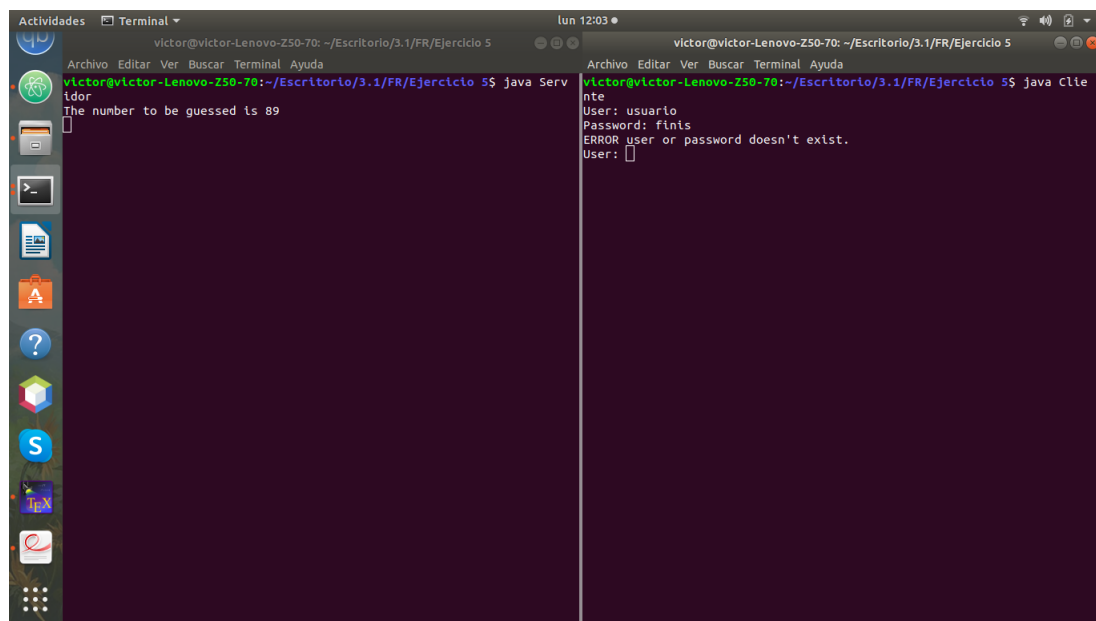 Actividades Terminal lun 12:03
victor@victor-Lenovo-Z50-70: ~/Escritorio/3.1/FR/Ejercicio 5
Archivo Editar Ver Buscar Terminal Ayuda
victor@victor-Lenovo-Z50-70:~/Escritorio/3.1/FR/Ejercicio 5$ java Serv
idor
The number to be guessed is 89
victor@victor-Lenovo-Z50-70: ~/Escritorio/3.1/FR/Ejercicio 5
Archivo Editar Ver Buscar Terminal Ayuda
victor@victor-Lenovo-Z50-70:~/Escritorio/3.1/FR/Ejercicio 5$ java Clie
nte
User: usuario
Password: finis
ERROR user or password doesn't exist.
User:
qb
>_
A
?
S
TEX